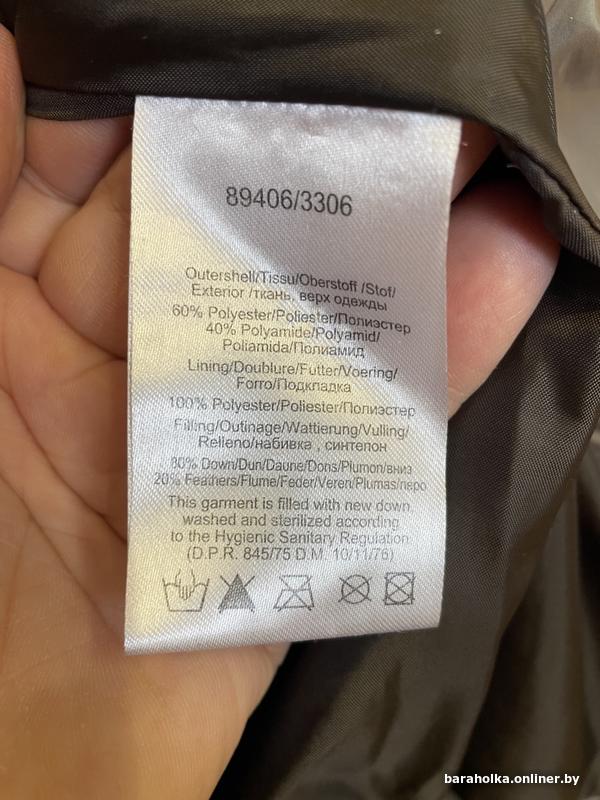 89406/3306
Outershell/Tissu/Oberstoff /Stof/
Exterior /ткань, верх одежды
60% Polyester/Poliester/Полиэстер
40% Polyamide/Polyamid/
Poliamida/Полиамид
Lining/Doublure/Futter/Voering/
Forro/Подкладка
100% Polyester/Poliester/Полиэстер
Filling/Outinage/Wattierung/Vulling/
Relleno/набивка , синтепон
80% Down/Dun/Daune/Dons/Plumon/вниз
20% Feathers/Flume/Feder/Veren/Plumas/перо
This garment is filled with new down,
washed and sterilized according
to the Hygienic Sanitary Regulation
(D.P.R. 845/75 D.M. 10/11/76)
baraholka.onliner.by